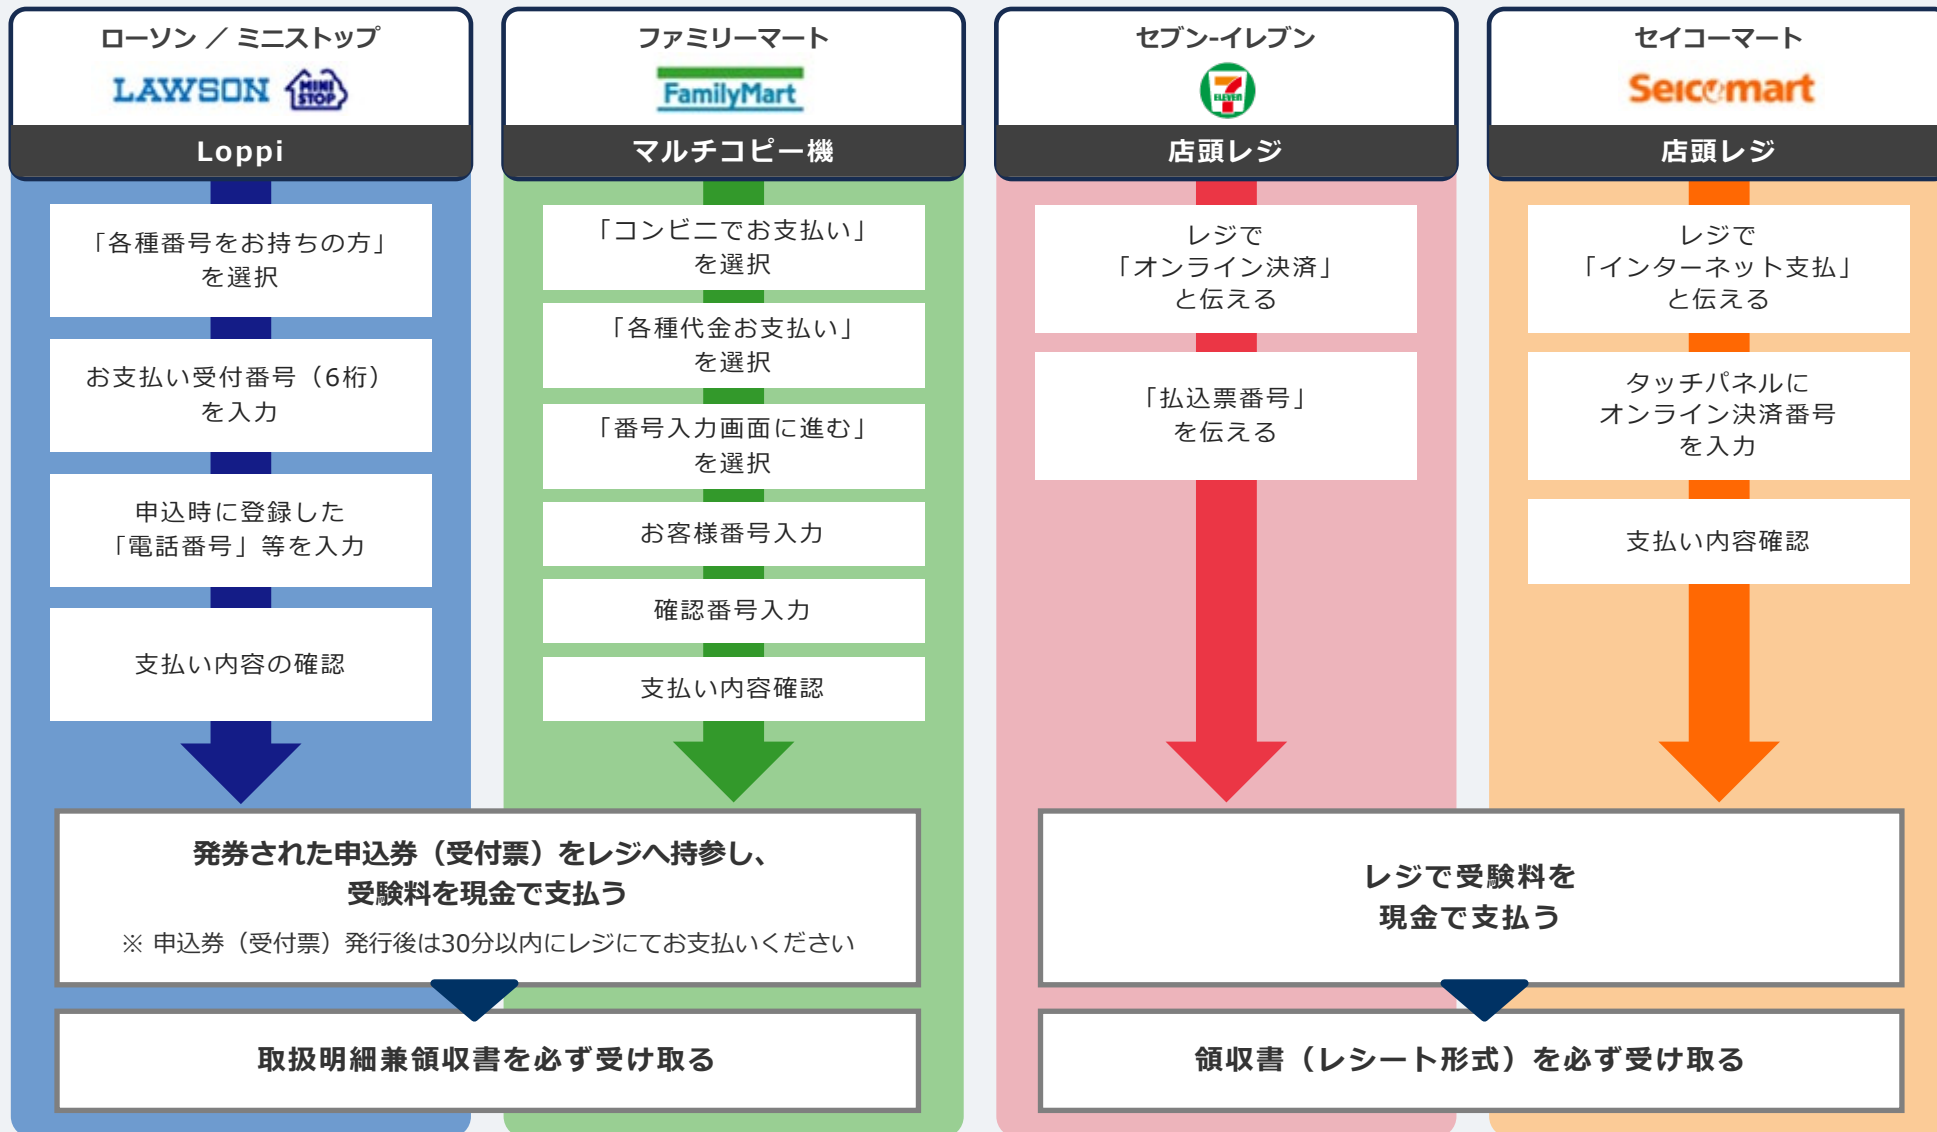 ローソン ／ ミニストップ
LAWSON
MINI
STOP
Loppi
「各種番号をお持ちの方」
を選択
お支払い受付番号（6桁）
を入力
申込時に登録した
「電話番号」等を入力
支払い内容の確認
ファミリーマート
FamilyMart
マルチコピー機
「コンビニでお支払い」
を選択
「各種代金お支払い」
を選択
「番号入力画面に進む」
を選択
お客様番号入力
確認番号入力
支払い内容確認
発券された申込券（受付票）をレジへ持参し、
受験料を現金で支払う
※ 申込券（受付票）発行後は30分以内にレジにてお支払いください
取扱明細兼領収書を必ず受け取る
セブン-イレブン
7
ELEVEN
店頭レジ
レジで
「オンライン決済」
と伝える
「払込票番号」
を伝える
セイコーマート
Seicomart
店頭レジ
レジで
「インターネット支払」
と伝える
タッチパネルに
オンライン決済番号
を入力
支払い内容確認
レジで受験料を
現金で支払う
領収書（レシート形式）を必ず受け取る